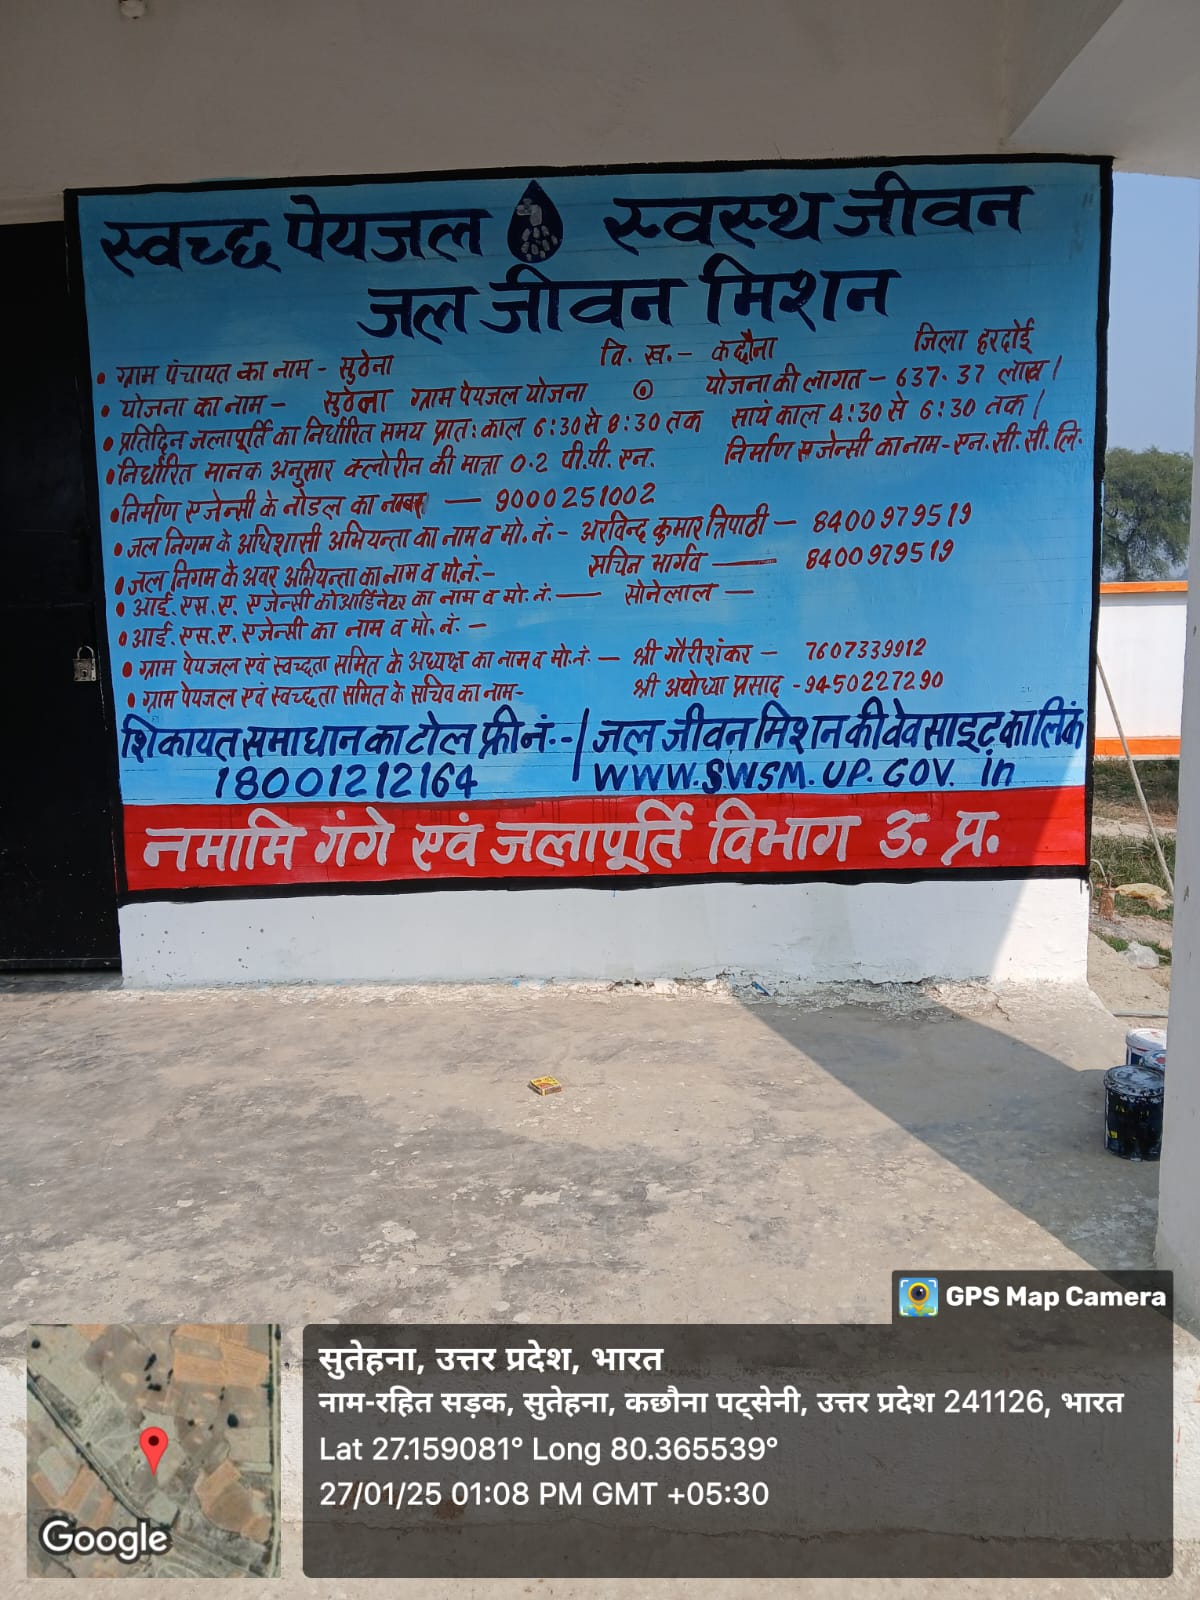 स्वच्छ पेयजल स्वस्थ जीवन
जल जीवन मिशन
• ग्राम पंचायत का नाम - सुठेना वि. ख. - कछौना जिला हरदोई
• योजना का नाम - सुठेना ग्राम पेयजल योजना योजना की लागत - 637.37 लाख।
• प्रतिदिन जलापूर्ति का निर्धारित समय प्रात: काल 6:30 से 8:30 तक सायं काल 4:30 से 6:30 तक।
• निर्धारित मानक अनुसार क्लोरीन की मात्रा 0.2 पी.पी. एन. निर्माण एजेन्सी का नाम - एन. सी. सी. लि.
• निर्माण एजेन्सी के नोडल का नम्बर — 9000251002
• जल निगम के अधिशासी अभियन्ता का नाम व मो. नं. - अरविन्द कुमार त्रिपाठी — 8400979519
• जल निगम के अवर अभियन्ता का नाम व मो.नं. - सचिन भार्गव — 8400979519
• आई. एस. ए. एजेन्सी कोआर्डिनेटर का नाम व मो. नं. — सोनेलाल —
• आई. एस. ए. एजेन्सी का नाम व मो. नं. -
• ग्राम पेयजल एवं स्वच्छता समिति के अध्यक्ष का नाम व मो.नं. — श्री गौरीशंकर — 7607339912
• ग्राम पेयजल एवं स्वच्छता समिति के सचिव का नाम- श्री अयोध्या प्रसाद - 9450227290
शिकायत समाधान का टोल फ्री नं. - / जल जीवन मिशन की वेवसाइट का लिंक
18001212164 WWW.SWSM.UP.GOV.in
नमामि गंगे एवं जलापूर्ति विभाग उ. प्र.
GPS Map Camera
सुतेहना, उत्तर प्रदेश, भारत
नाम-रहित सड़क, सुतेहना, कछौना पट्सेनी, उत्तर प्रदेश 241126, भारत
Lat 27.159081° Long 80.365539°
27/01/25 01:08 PM GMT +05:30
Google